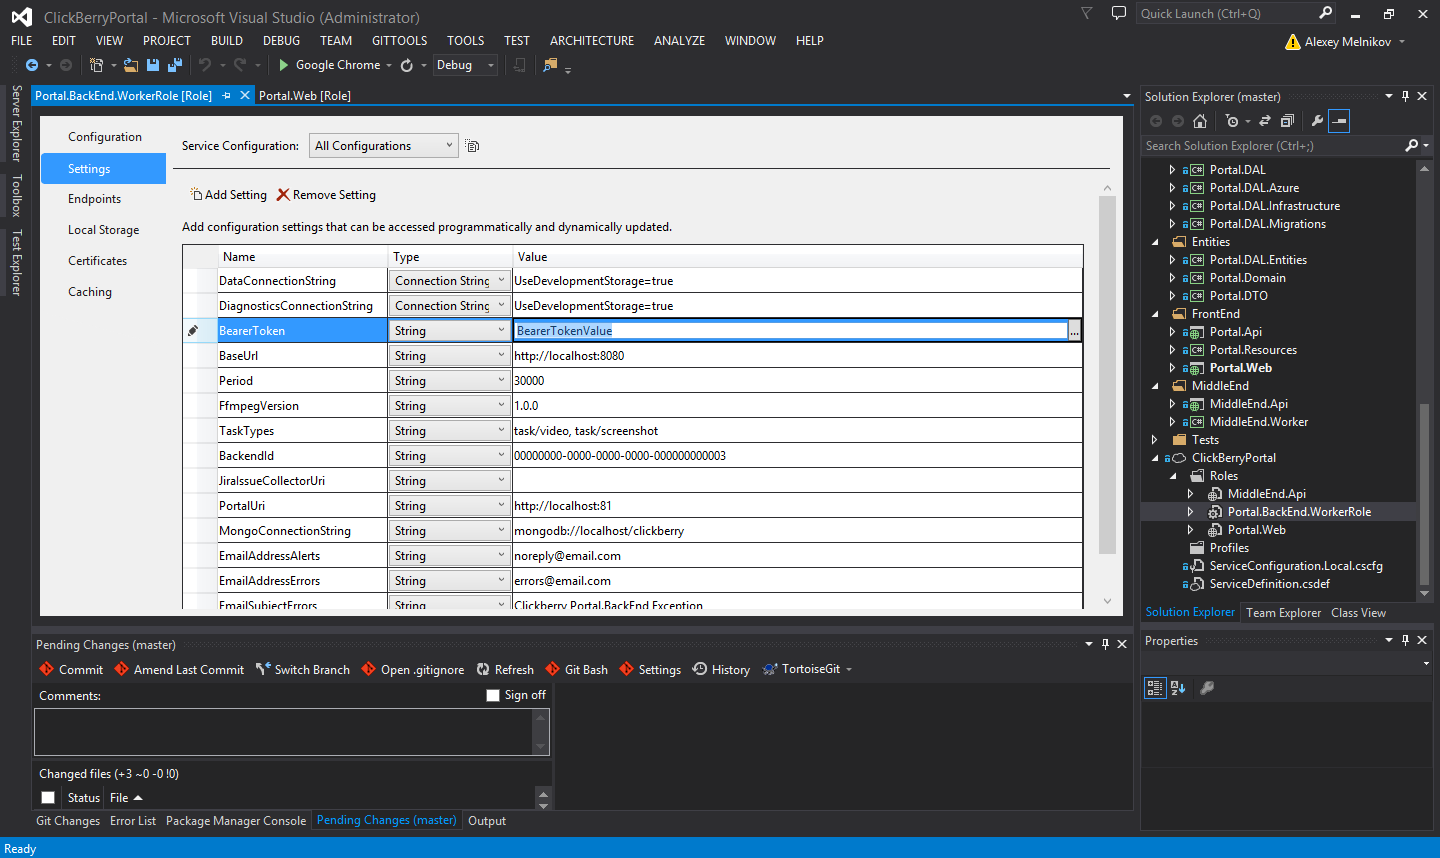 ClickBerryPortal - Microsoft Visual Studio (Administrator)
Quick Launch (Ctrl+Q)
FILE EDIT VIEW PROJECT BUILD DEBUG TEAM GITTOOLS TOOLS TEST ARCHITECTURE ANALYZE WINDOW HELP
Alexey Melnikov
Google Chrome Debug
Server Explorer
Toolbox
Test Explorer
Portal.BackEnd.WorkerRole [Role] Portal.Web [Role]
Configuration
Settings
Endpoints
Local Storage
Certificates
Caching
Service Configuration: All Configurations
Add Setting Remove Setting
Add configuration settings that can be accessed programmatically and dynamically updated.
Name Type Value
DataConnectionString Connection String UseDevelopmentStorage=true
DiagnosticsConnectionString Connection String UseDevelopmentStorage=true
BearerToken String BearerTokenValue ...
BaseUrl String http://localhost:8080
Period String 30000
FfmpegVersion String 1.0.0
TaskTypes String task/video, task/screenshot
BackendId String 00000000-0000-0000-0000-000000000003
JiraIssueCollectorUri String
PortalUri String http://localhost:81
MongoConnectionString String mongodb://localhost/clickberry
EmailAddressAlerts String noreply@email.com
EmailAddressErrors String errors@email.com
EmailSubjectErrors String Clickberry Portal.BackEnd Exception
Solution Explorer (master)
Search Solution Explorer (Ctrl+;)
C# Portal.DAL
C# Portal.DAL.Azure
C# Portal.DAL.Infrastructure
C# Portal.DAL.Migrations
Entities
C# Portal.DAL.Entities
C# Portal.Domain
C# Portal.DTO
FrontEnd
Portal.Api
C# Portal.Resources
Portal.Web
MiddleEnd
MiddleEnd.Api
C# MiddleEnd.Worker
Tests
ClickBerryPortal
Roles
MiddleEnd.Api
Portal.BackEnd.WorkerRole
Portal.Web
Profiles
ServiceConfiguration.Local.cscfg
ServiceDefinition.csdef
Solution Explorer Team Explorer Class View
Properties
Pending Changes (master)
Commit Amend Last Commit Switch Branch Open .gitignore Refresh Git Bash Settings History TortoiseGit
Comments: Sign off
Changed files (+3 ~0 -0 !0)
Status File
Git Changes Error List Package Manager Console Pending Changes (master) Output
Ready